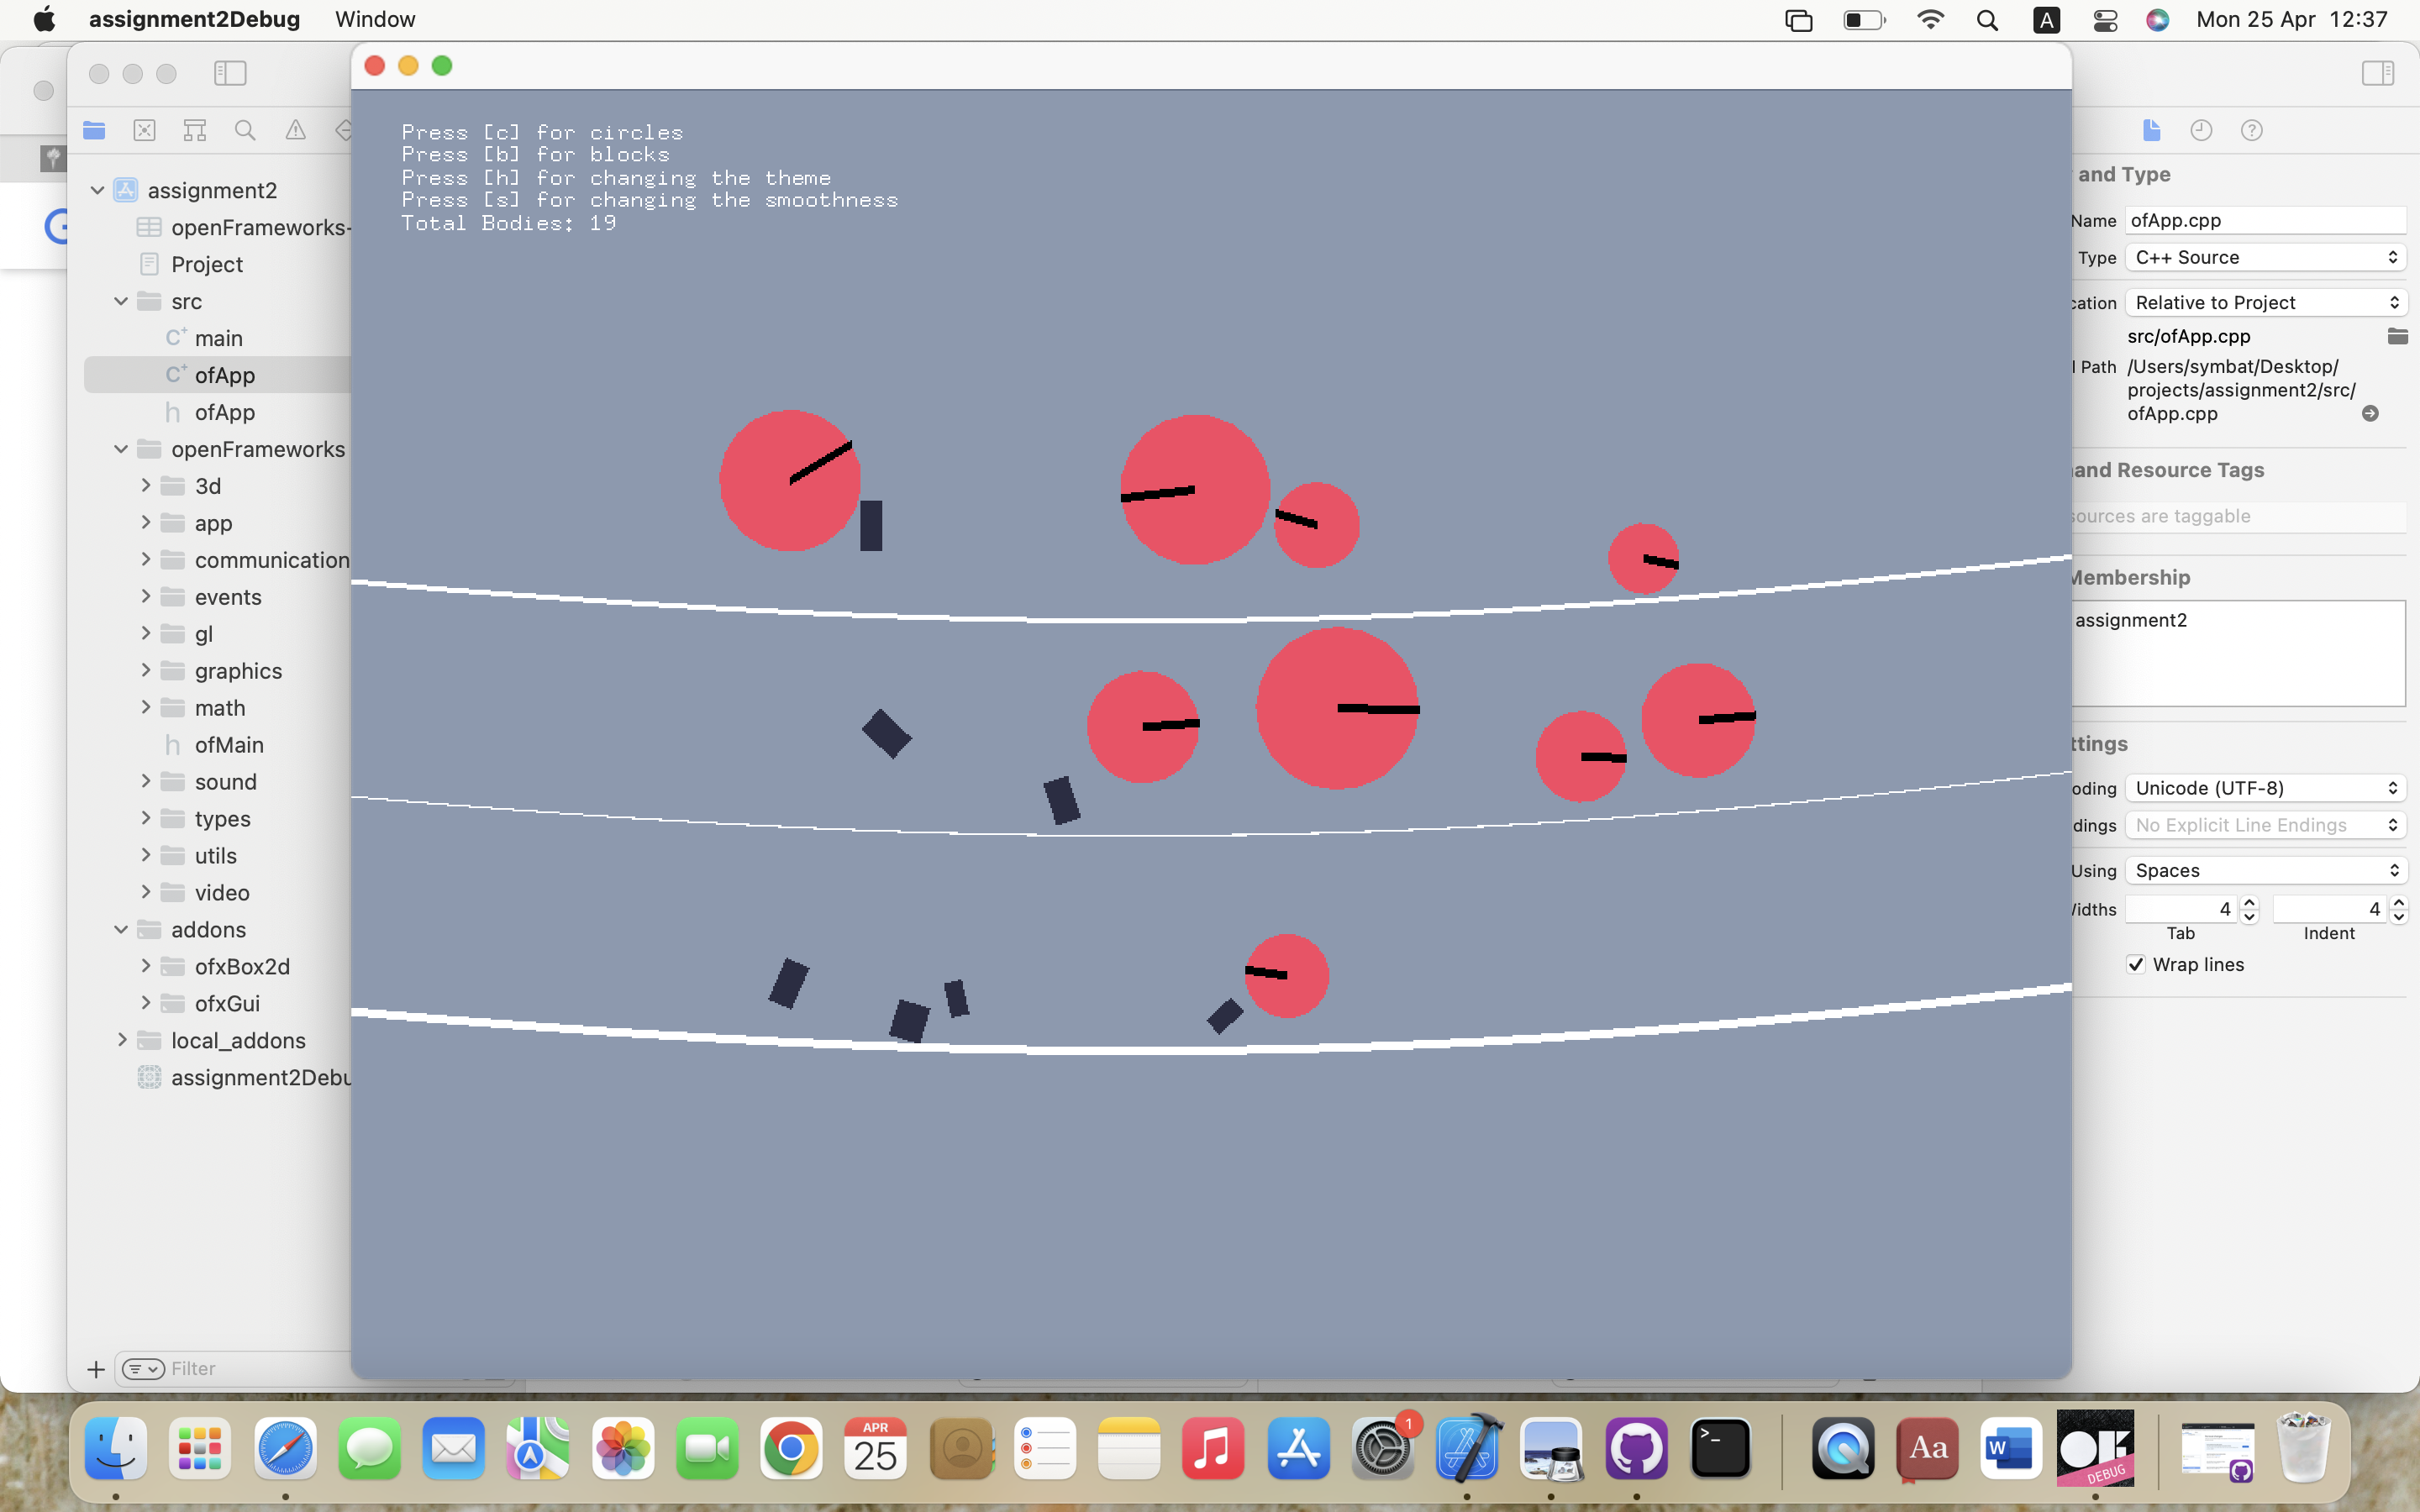 assignment2Debug Window
A Mon 25 Apr 12:37
Press [c] for circles
Press [b] for blocks
Press [h] for changing the theme
Press [s] for changing the smoothness
Total Bodies: 19
assignment2
openFrameworks-
Project
src
main
ofApp
ofApp
openFrameworks
3d
app
communication
events
gl
graphics
math
ofMain
sound
types
utils
video
addons
ofxBox2d
ofxGui
local_addons
assignment2Debu
Filter
and Type
Name ofApp.cpp
Type C++ Source
cation Relative to Project
src/ofApp.cpp
l Path /Users/symbat/Desktop/
projects/assignment2/src/
ofApp.cpp
and Resource Tags
sources are taggable
Membership
assignment2
ttings
oding Unicode (UTF-8)
dings No Explicit Line Endings
Using Spaces
idths 4 4
Tab Indent
Wrap lines
APR
25
1
Aa
W
DEBUG